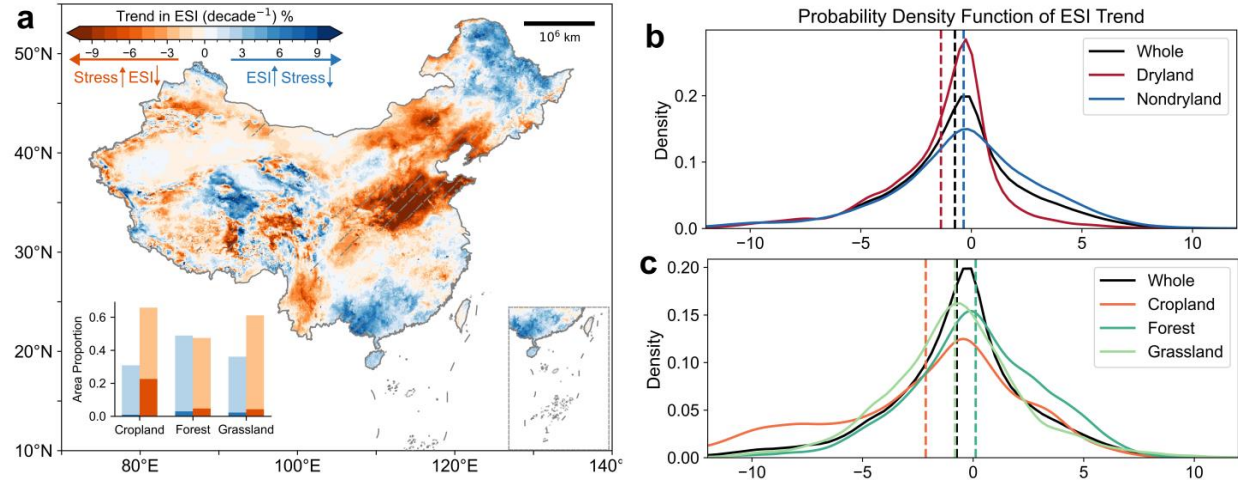 a
Trend in ESI (decade⁻¹) %
-9 -6 -3 0 3 6 9
Stress↑ ESI↓
ESI↑ Stress↓
10⁶ km
50°N
40°N
30°N
20°N
10°N
80°E 100°E 120°E 140°
Area Proportion
0.6
0.4
0.2
0.0
Cropland Forest Grassland
Probability Density Function of ESI Trend
b
Whole
Dryland
Nondryland
Density
0.2
0.1
0.0
-10 -5 0 5 10
c
Whole
Cropland
Forest
Grassland
Density
0.20
0.15
0.10
0.05
0.00
-10 -5 0 5 10